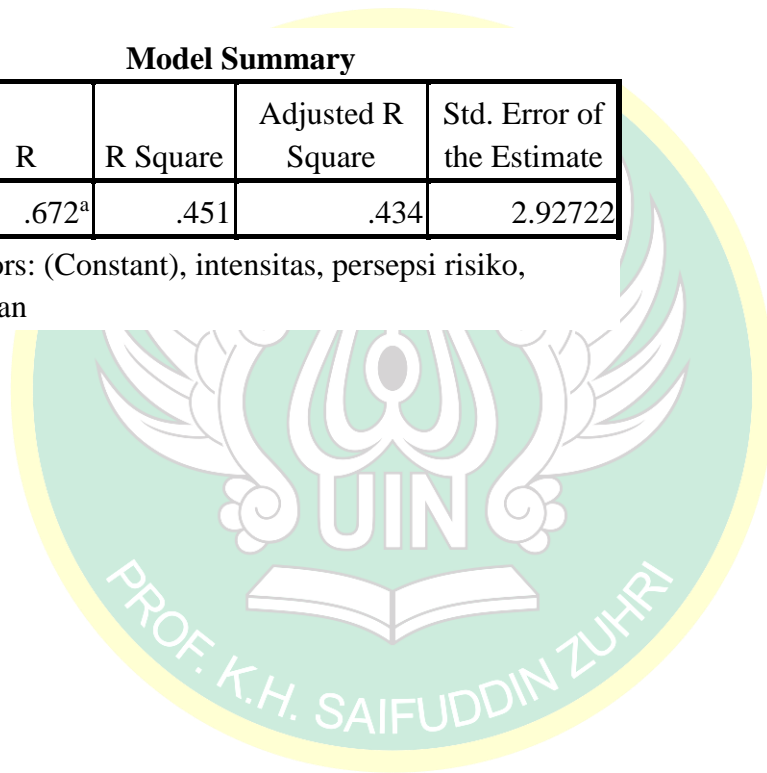 Model Summary
R R Square Adjusted R Square Std. Error of the Estimate
.672a .451 .434 2.92722
ors: (Constant), intensitas, persepsi risiko,
an
UIN
PROF. K.H. SAIFUDDIN ZUHRI